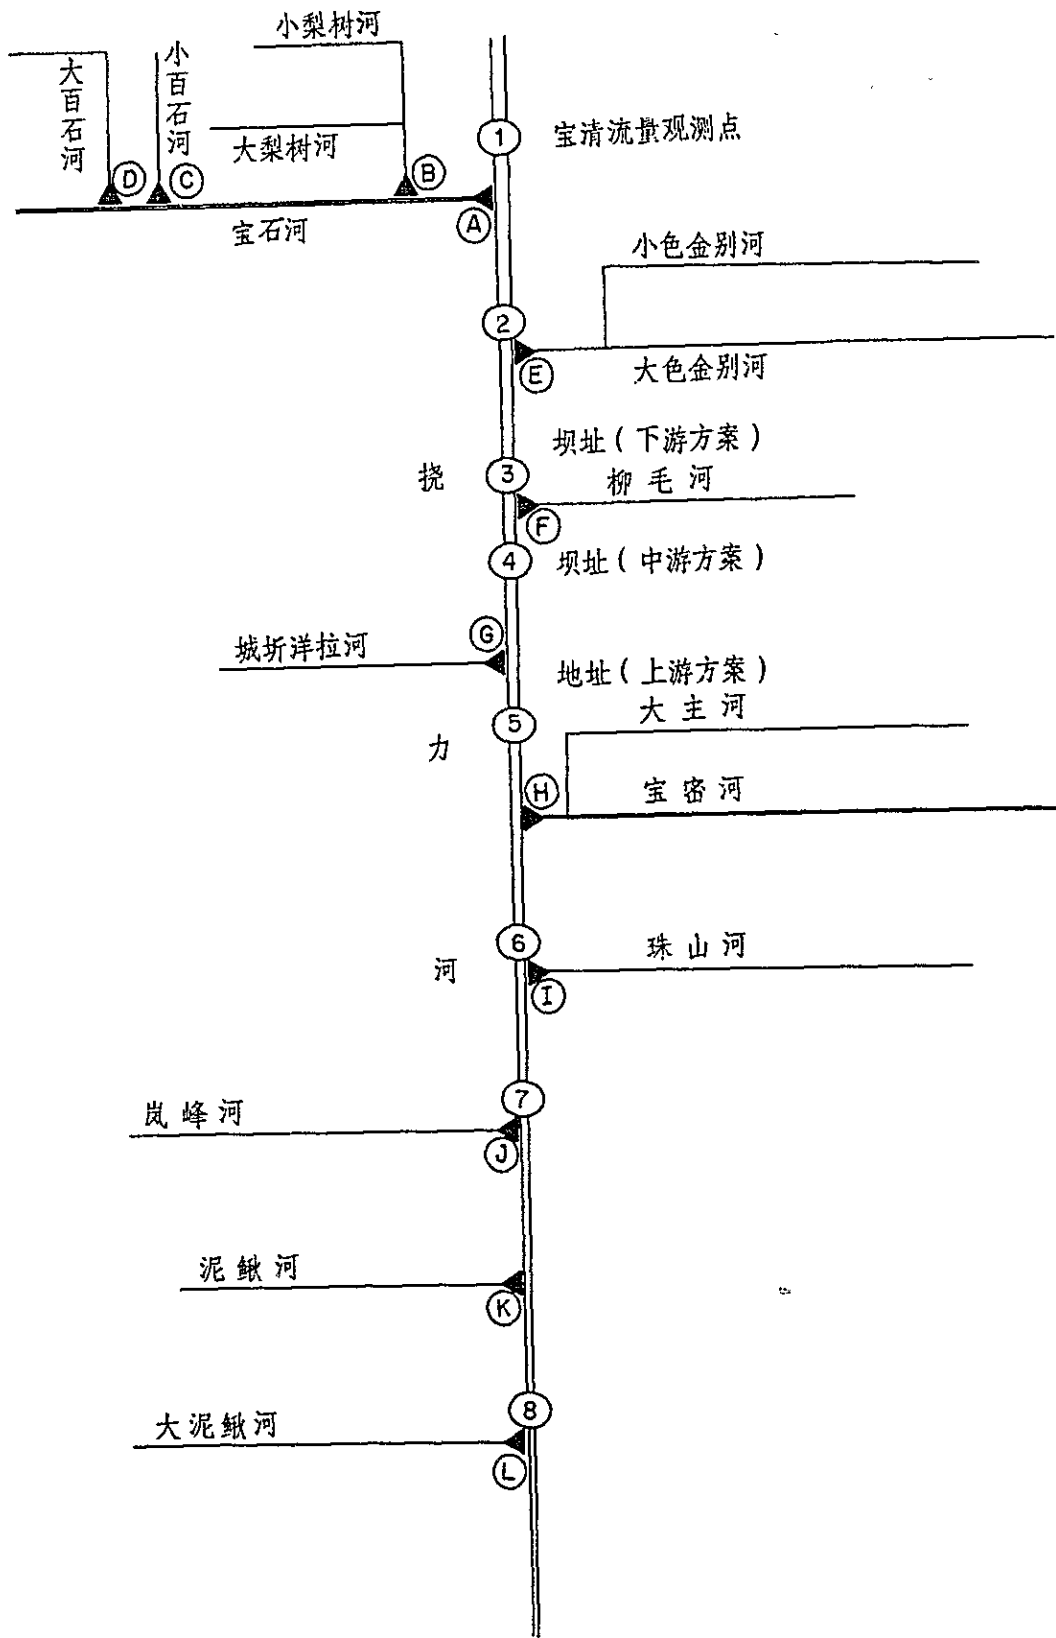 小梨树河
大百石河
小百石河
大梨树河
宝清流量观测点
1
D
C
B
A
宝石河
小色金别河
2
E
大色金别河
坝址(下游方案)
挠
3
柳毛河
F
4
坝址(中游方案)
G
城圻洋拉河
地址(上游方案)
大主河
5
力
H
宝密河
6
珠山河
河
I
7
岚峰河
J
泥鳅河
K
8
大泥鳅河
L